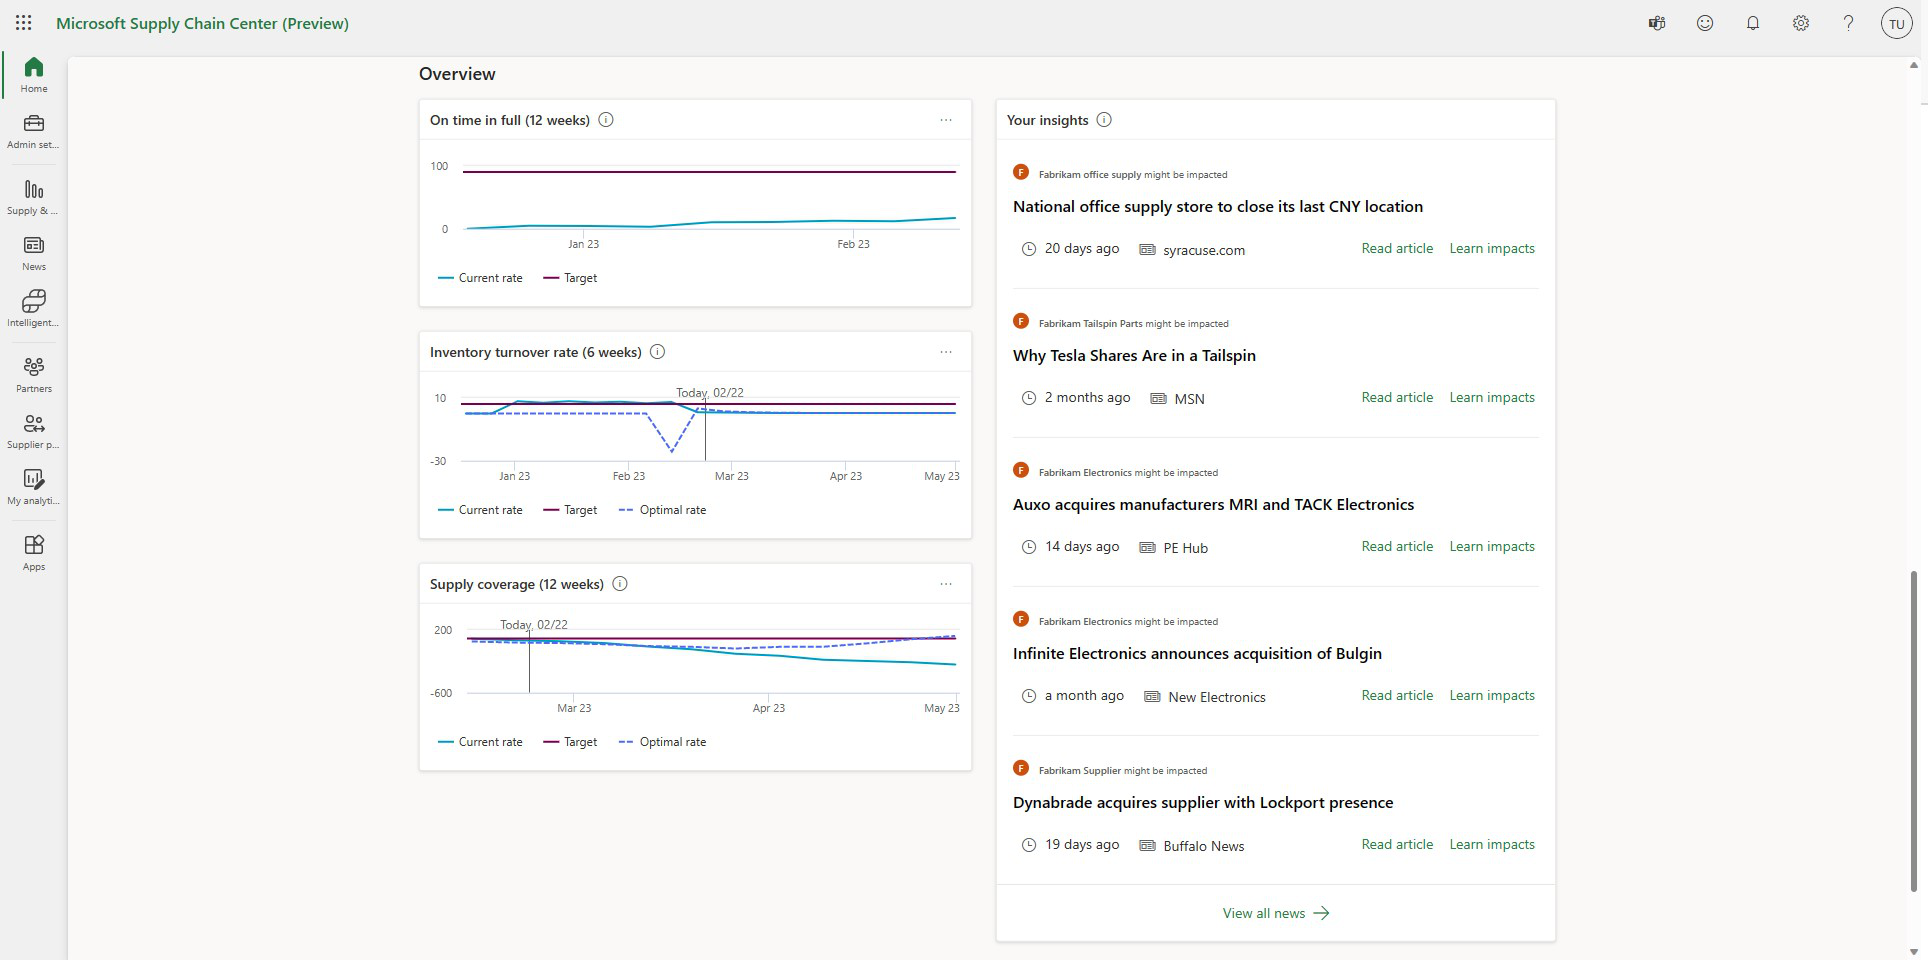 Microsoft Supply Chain Center (Preview)
TU
Home
Admin set...
Supply & ...
News
Intelligent...
Partners
Supplier p...
My analyti...
Apps
Overview
On time in full (12 weeks)
...
100
0
Jan 23
Feb 23
Current rate
Target
Inventory turnover rate (6 weeks)
...
Today, 02/22
10
-30
Jan 23
Feb 23
Mar 23
Apr 23
May 23
Current rate
Target
Optimal rate
Supply coverage (12 weeks)
...
Today, 02/22
200
-600
Mar 23
Apr 23
May 23
Current rate
Target
Optimal rate
Your insights
F Fabrikam office supply might be impacted
National office supply store to close its last CNY location
20 days ago syracuse.com Read article Learn impacts
F Fabrikam Tailspin Parts might be impacted
Why Tesla Shares Are in a Tailspin
2 months ago MSN Read article Learn impacts
F Fabrikam Electronics might be impacted
Auxo acquires manufacturers MRI and TACK Electronics
14 days ago PE Hub Read article Learn impacts
F Fabrikam Electronics might be impacted
Infinite Electronics announces acquisition of Bulgin
a month ago New Electronics Read article Learn impacts
F Fabrikam Supplier might be impacted
Dynabrade acquires supplier with Lockport presence
19 days ago Buffalo News Read article Learn impacts
View all news